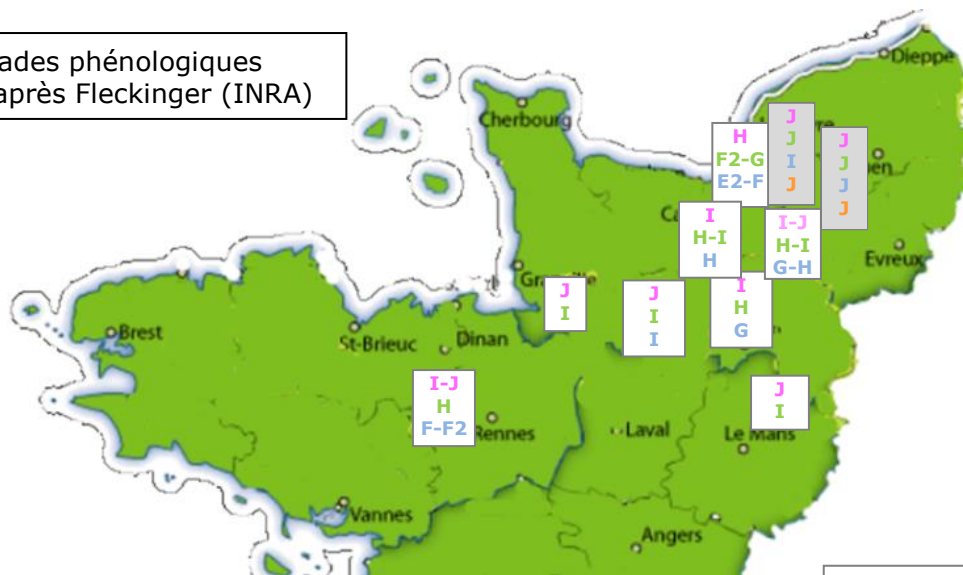 ades phénologiques
après Fleckinger (INRA)
Dieppe
Cherbourg
H
F2-G
E2-F
J
J
I
J
J
J
J
J
I
H-I
H
I-J
H-I
G-H
Evreux
J
I
J
I
I
I
H
G
Brest
St-Brieuc
Dinan
I-J
H
F-F2
Rennes
Laval
J
I
Le Mans
Vannes
Angers